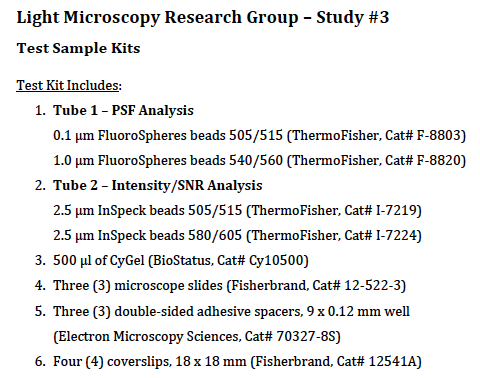 Light Microscopy Research Group – Study #3
Test Sample Kits
Test Kit Includes:
1. Tube 1 – PSF Analysis
0.1 µm FluoroSpheres beads 505/515 (ThermoFisher, Cat# F-8803)
1.0 µm FluoroSpheres beads 540/560 (ThermoFisher, Cat# F-8820)
2. Tube 2 – Intensity/SNR Analysis
2.5 µm InSpeck beads 505/515 (ThermoFisher, Cat# I-7219)
2.5 µm InSpeck beads 580/605 (ThermoFisher, Cat# I-7224)
3. 500 µl of CyGel (BioStatus, Cat# Cy10500)
4. Three (3) microscope slides (Fisherbrand, Cat# 12-522-3)
5. Three (3) double-sided adhesive spacers, 9 x 0.12 mm well
(Electron Microscopy Sciences, Cat# 70327-8S)
6. Four (4) coverslips, 18 x 18 mm (Fisherbrand, Cat# 12541A)